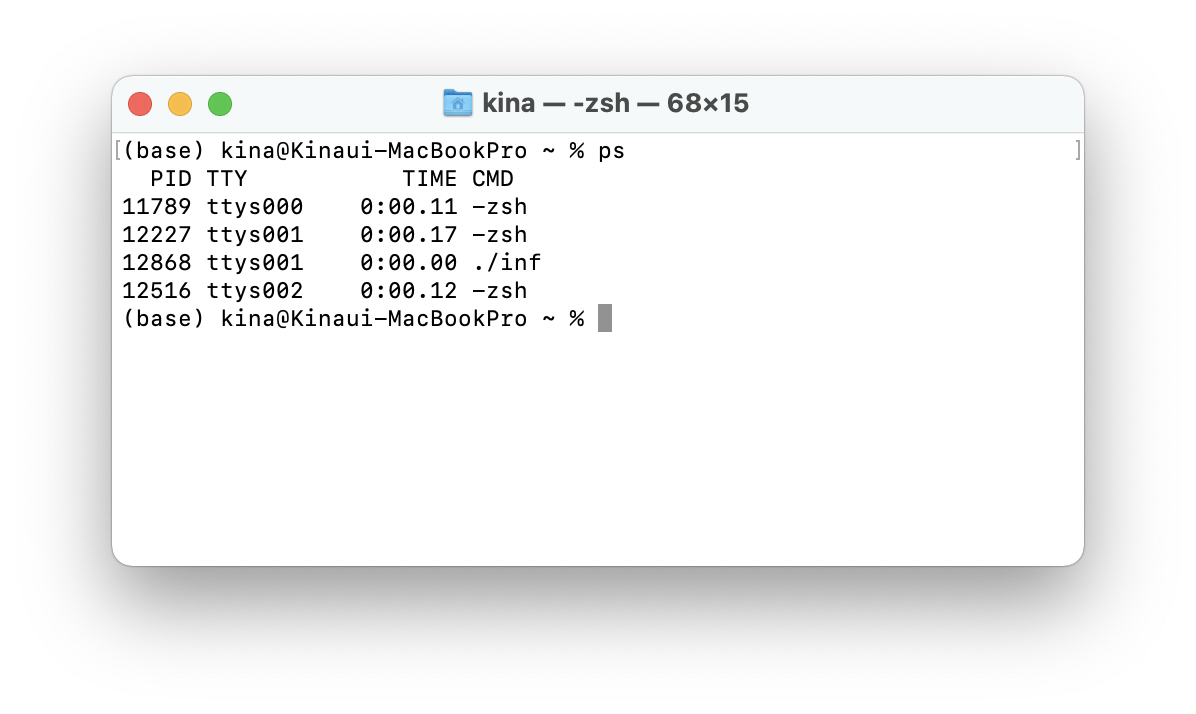 kina — -zsh — 68×15
[(base) kina@Kinaui-MacBookPro ~ % ps ]
  PID TTY           TIME CMD
11789 ttys000    0:00.11 -zsh
12227 ttys001    0:00.17 -zsh
12868 ttys001    0:00.00 ./inf
12516 ttys002    0:00.12 -zsh
(base) kina@Kinaui-MacBookPro ~ %